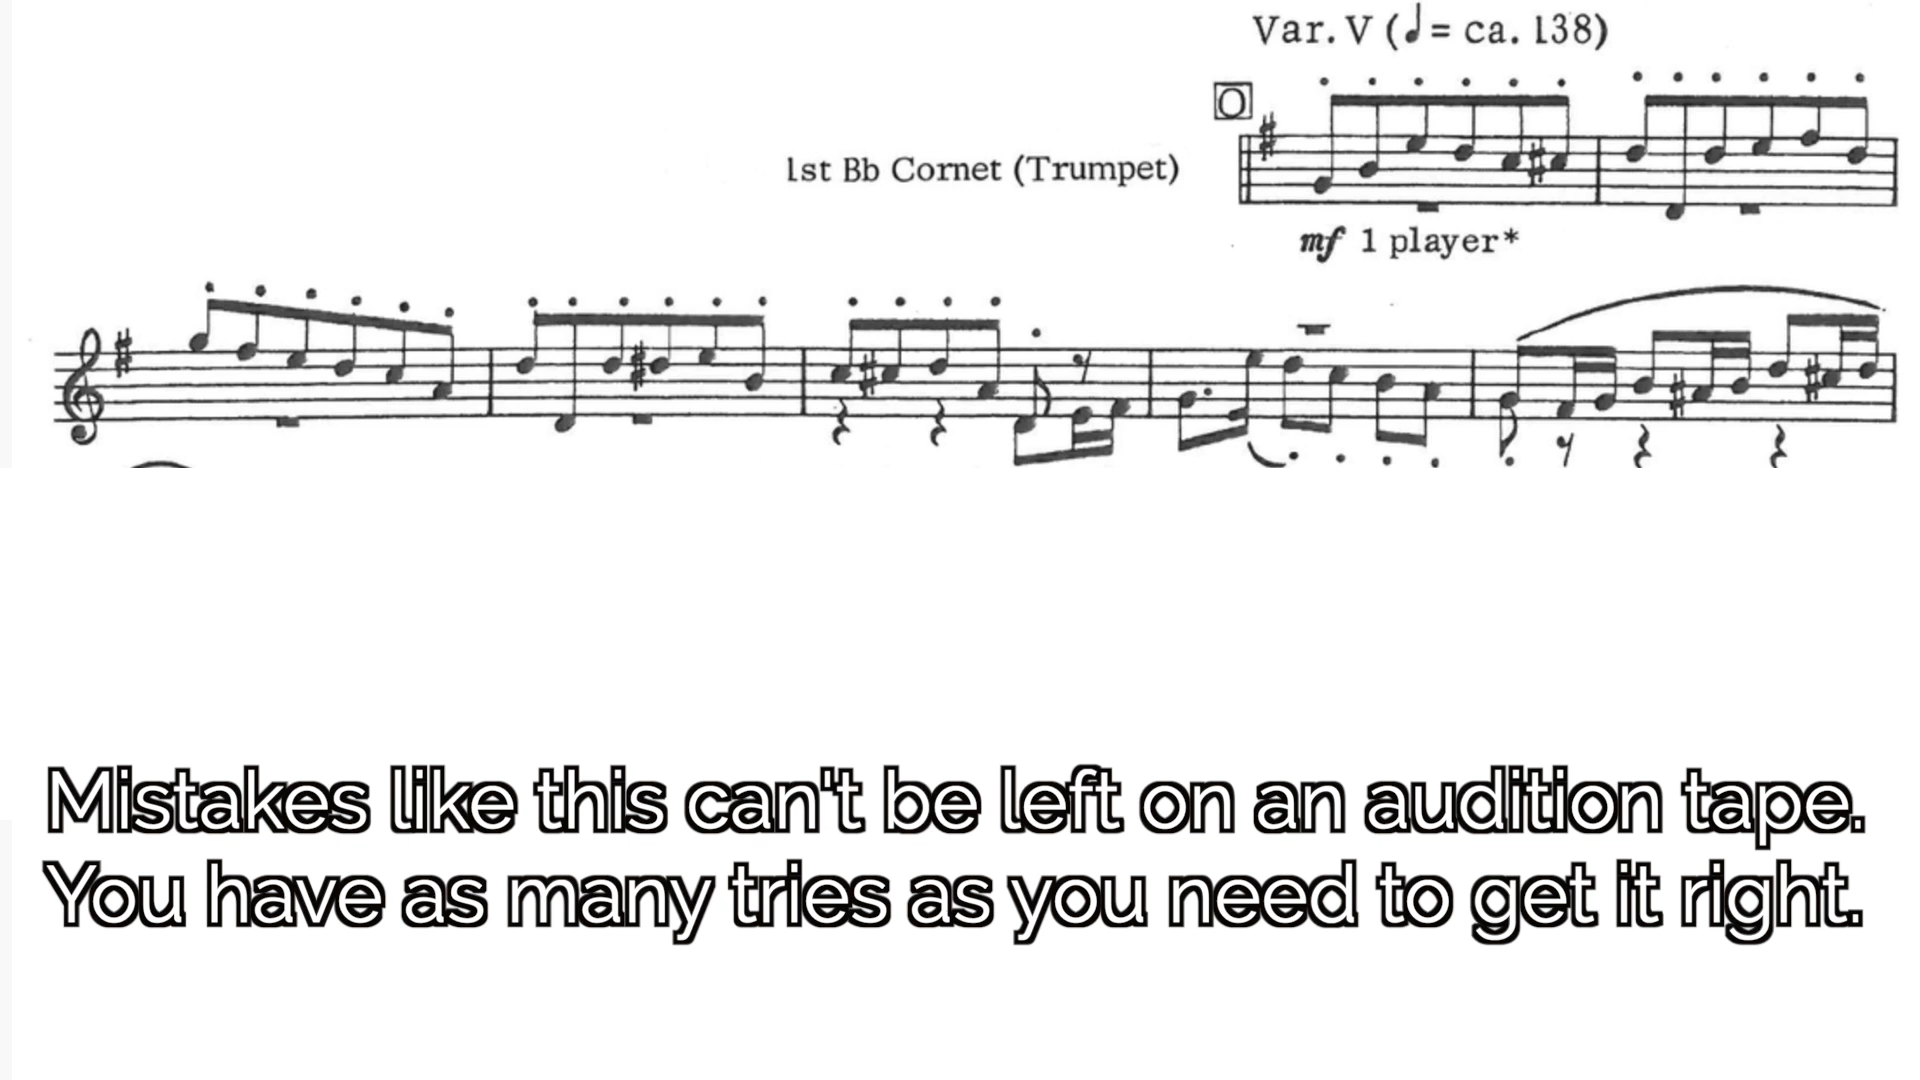 Var. V (♩= ca. 138)
O
1st Bb Cornet (Trumpet)
mf 1 player*
Mistakes like this can't be left on an audition tape.
You have as many tries as you need to get it right.